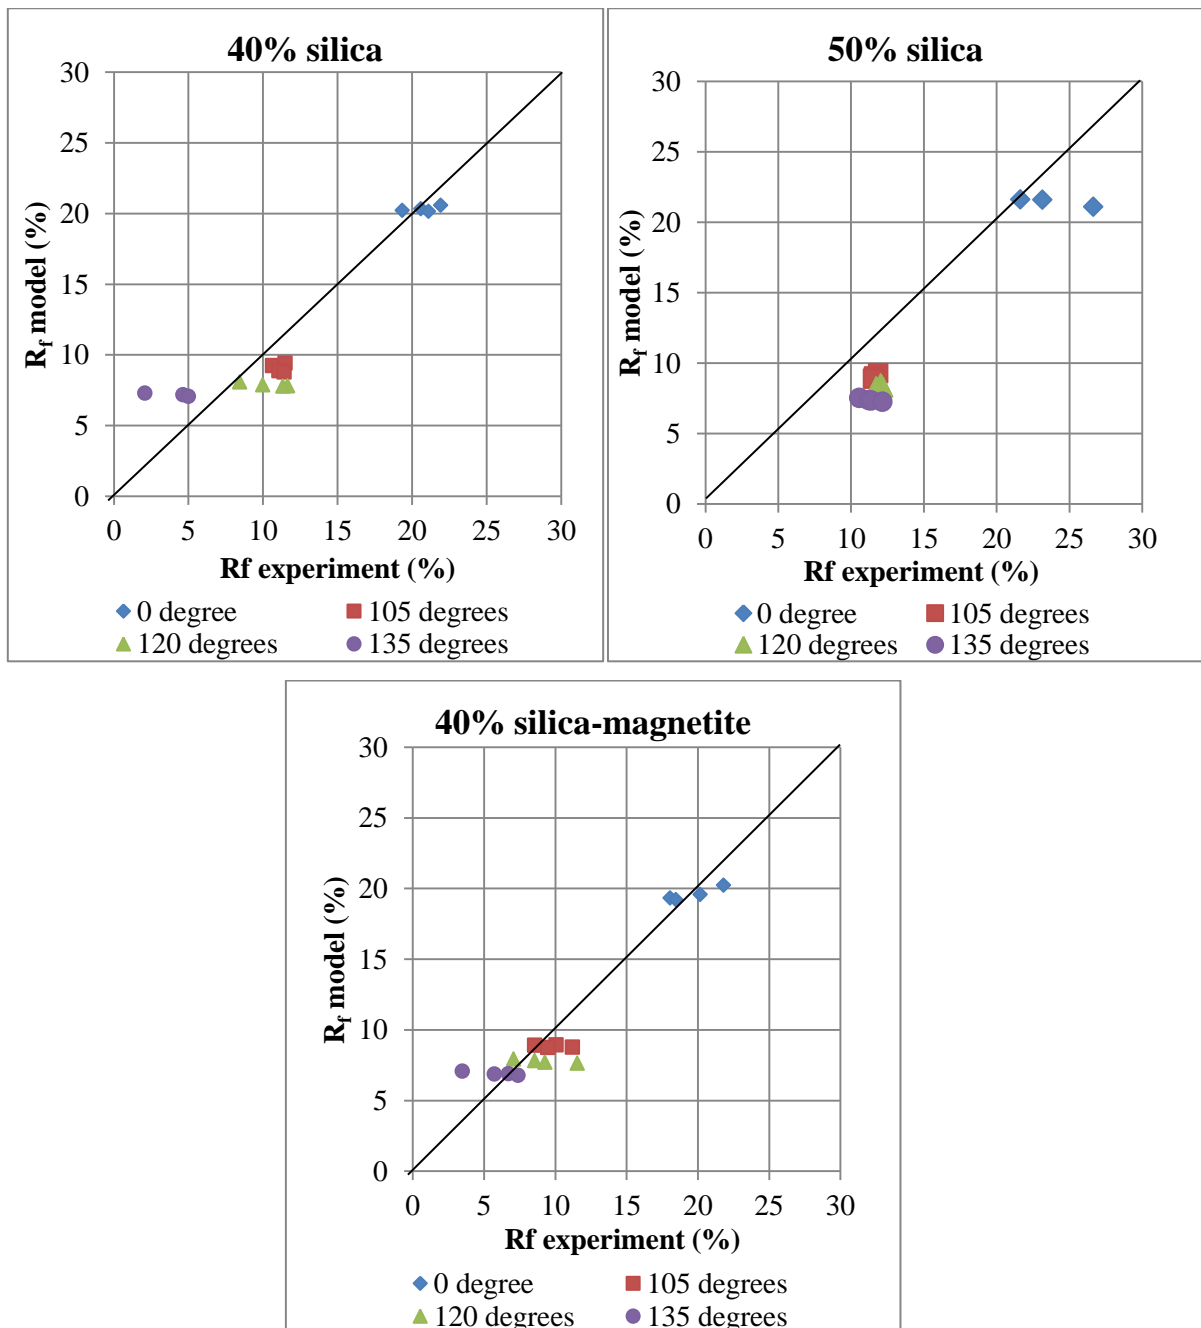 40% silica
30
25
20
15
10
5
0
R_f model (%)
0 5 10 15 20 25 30
Rf experiment (%)
0 degree 105 degrees
120 degrees 135 degrees
50% silica
30
25
20
15
10
5
0
R_f model (%)
0 5 10 15 20 25 30
Rf experiment (%)
0 degree 105 degrees
120 degrees 135 degrees
40% silica-magnetite
30
25
20
15
10
5
0
R_f model (%)
0 5 10 15 20 25 30
Rf experiment (%)
0 degree 105 degrees
120 degrees 135 degrees